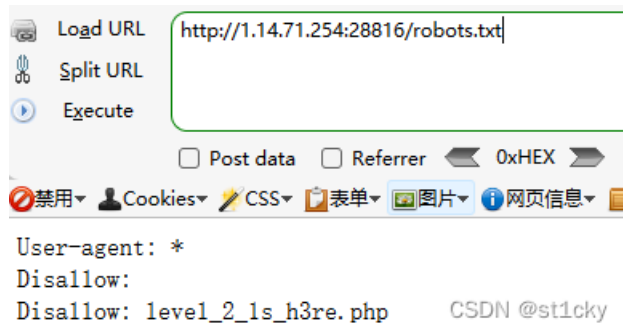 Load URL
http://1.14.71.254:28816/robots.txt
Split URL
Execute
Post data Referrer 0xHEX
禁用 Cookies CSS 表单 图片 网页信息
User-agent: *
Disallow:
Disallow: level_2_1s_h3re.php
CSDN @st1cky